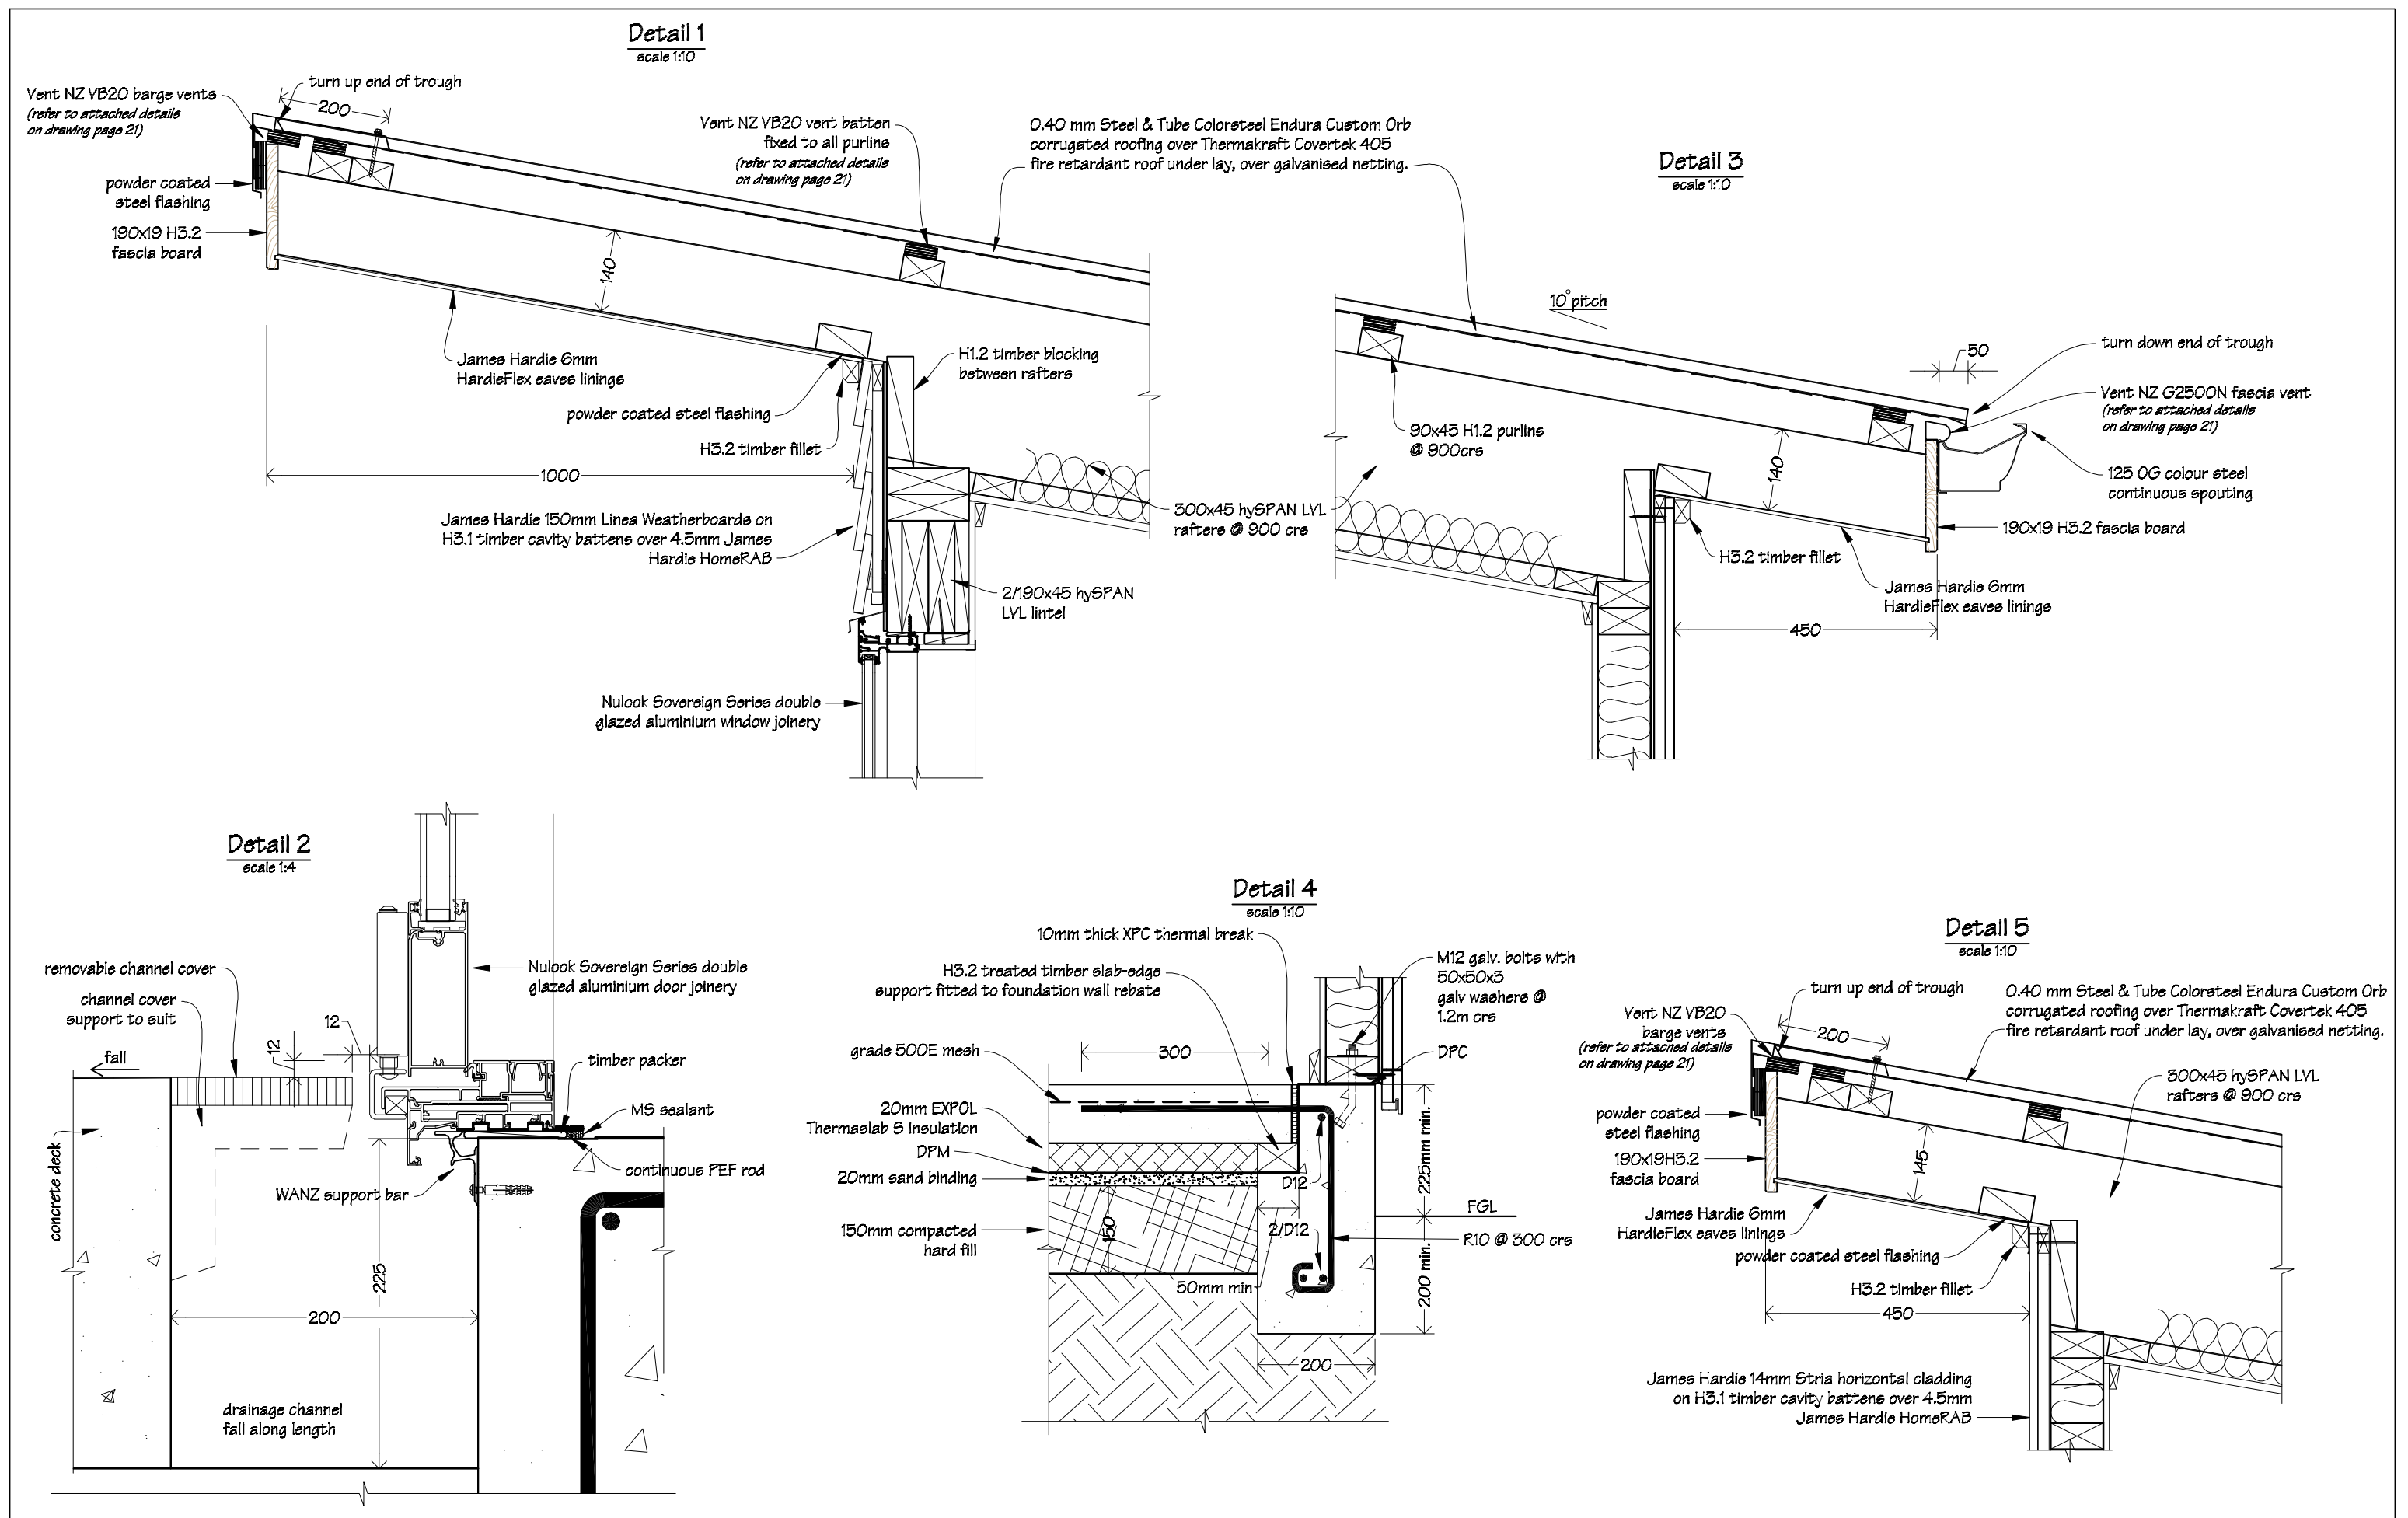 Detail 1
scale 1:10
turn up end of trough
Vent NZ VB20 barge vents
(refer to attached details
on drawing page 21)
200
powder coated
steel flashing
190x19 H3.2
fascia board
Vent NZ VB20 vent batten
fixed to all purlins
(refer to attached details
on drawing page 21)
0.40 mm Steel & Tube Colorsteel Endura Custom Orb
corrugated roofing over Thermakraft Covertek 405
fire retardant roof under lay, over galvanised netting.
140
James Hardie 6mm
HardieFlex eaves linings
H1.2 timber blocking
between rafters
powder coated steel flashing
H3.2 timber fillet
1000
James Hardie 150mm Linea Weatherboards on
H3.1 timber cavity battens over 4.5mm James
Hardie HomeRAB
300x45 hySPAN LVL
rafters @ 900 crs
2/190x45 hySPAN
LVL lintel
Nulook Sovereign Series double
glazed aluminium window joinery
Detail 3
scale 1:10
10° pitch
50
turn down end of trough
Vent NZ G2500N fascia vent
(refer to attached details
on drawing page 21)
90x45 H1.2 purlins
@ 900crs
140
125 OG colour steel
continuous spouting
190x19 H3.2 fascia board
H3.2 timber fillet
James Hardie 6mm
HardieFlex eaves linings
450
Detail 2
scale 1:4
removable channel cover
channel cover
support to suit
Nulook Sovereign Series double
glazed aluminium door joinery
12
12
fall
timber packer
MS sealant
continuous PEF rod
WANZ support bar
concrete deck
225
200
drainage channel
fall along length
Detail 4
scale 1:10
10mm thick XPC thermal break
H3.2 treated timber slab-edge
support fitted to foundation wall rebate
M12 galv. bolts with
50x50x3
galv washers @
1.2m crs
grade 500E mesh
300
DPC
20mm EXPOL
Thermaslab S insulation
DPM
20mm sand binding
D12
225mm min.
FGL
150mm compacted
hard fill
150
2/D12
R10 @ 300 crs
50mm min
200 min.
200
Detail 5
scale 1:10
turn up end of trough
Vent NZ VB20
barge vents
(refer to attached details
on drawing page 21)
200
0.40 mm Steel & Tube Colorsteel Endura Custom Orb
corrugated roofing over Thermakraft Covertek 405
fire retardant roof under lay, over galvanised netting.
300x45 hySPAN LVL
rafters @ 900 crs
powder coated
steel flashing
190x19H3.2
fascia board
145
James Hardie 6mm
HardieFlex eaves linings
powder coated steel flashing
H3.2 timber fillet
450
James Hardie 14mm Stria horizontal cladding
on H3.1 timber cavity battens over 4.5mm
James Hardie HomeRAB